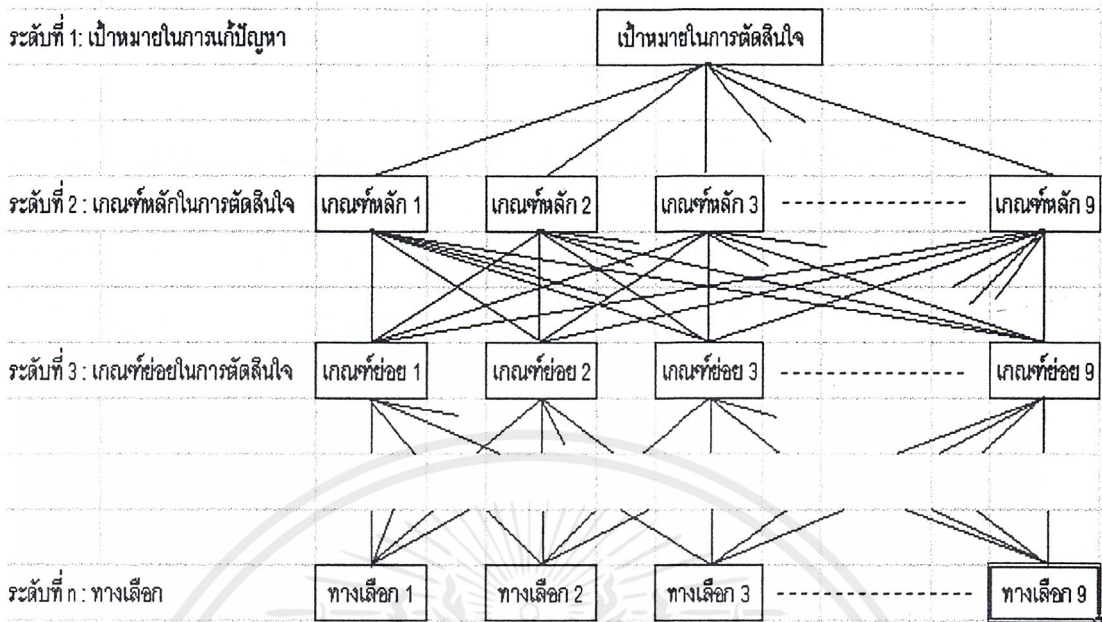 ระดับที่ 1: เป้าหมายในการแก้ปัญหา เป้าหมายในการตัดสินใจ
ระดับที่ 2 : เกณฑ์หลักในการตัดสินใจ เกณฑ์หลัก 1 เกณฑ์หลัก 2 เกณฑ์หลัก 3 เกณฑ์หลัก 9
ระดับที่ 3 : เกณฑ์ย่อยในการตัดสินใจ เกณฑ์ย่อย 1 เกณฑ์ย่อย 2 เกณฑ์ย่อย 3 เกณฑ์ย่อย 9
ระดับที่ n : ทางเลือก ทางเลือก 1 ทางเลือก 2 ทางเลือก 3 ทางเลือก 9